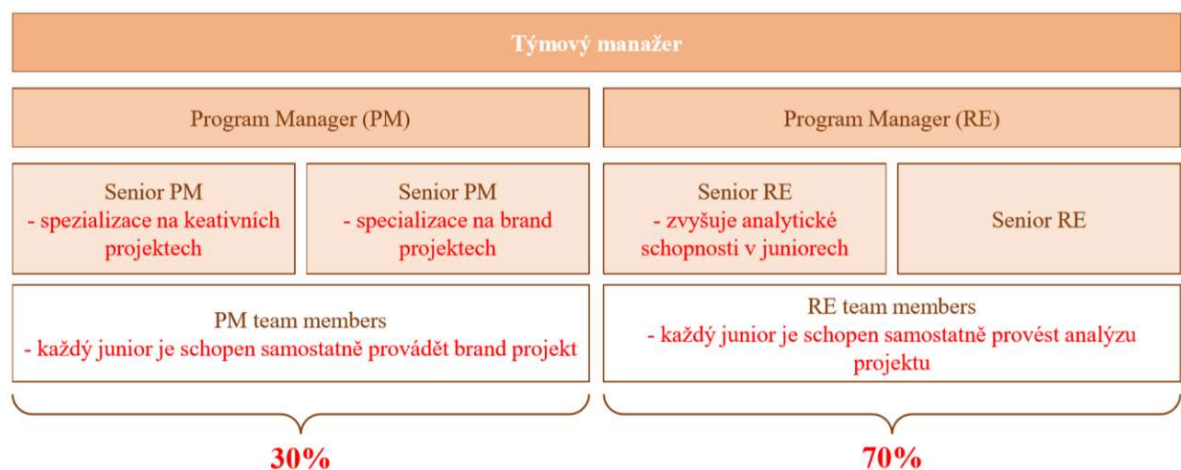 Týmový manažer
Program Manager (PM)
Program Manager (RE)
Senior PM
- spezializace na keativních
projektech
Senior PM
- specializace na brand
projektech
Senior RE
- zvyšuje analytické
schopnosti v juniorech
Senior RE
PM team members
- každý junior je schopen samostatně provádět brand projekt
RE team members
- každý junior je schopen samostatně provést analýzu
projektu
30%
70%